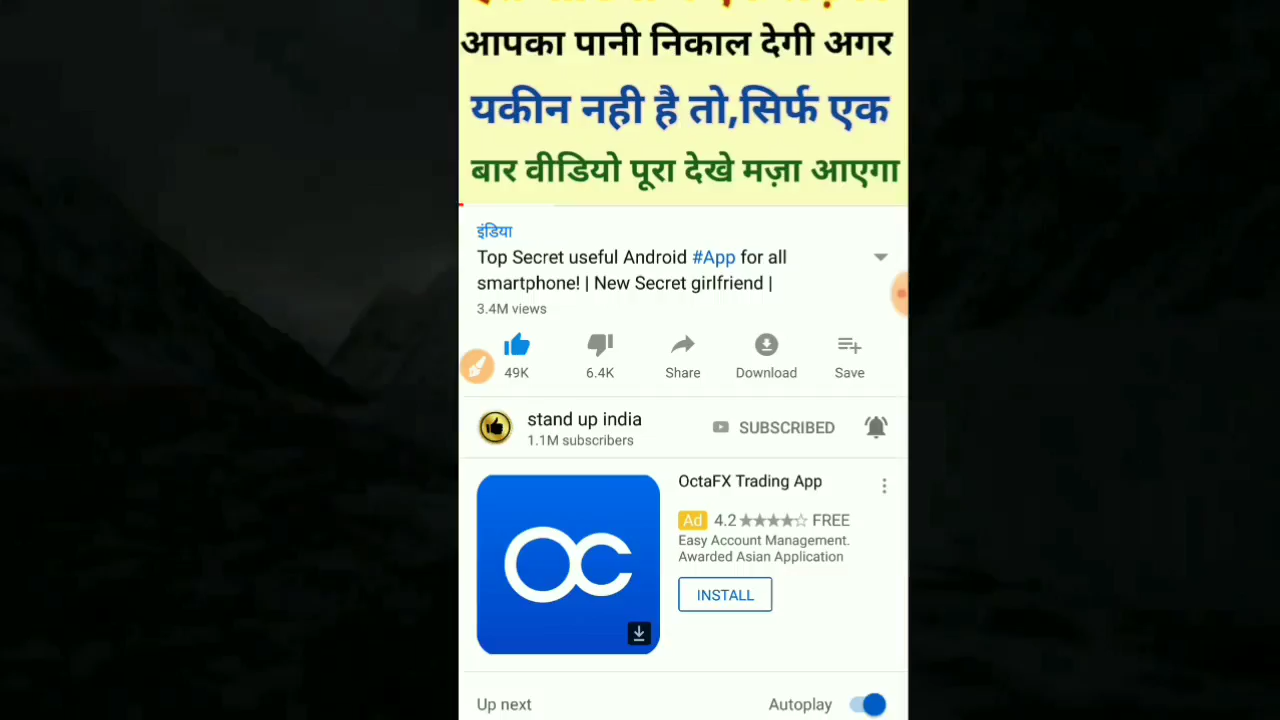 आपका पानी निकाल देगी अगर
यकीन नही है तो,सिर्फ एक
बार वीडियो पूरा देखे मज़ा आएगा
इंडिया
Top Secret useful Android #App for all
smartphone! | New Secret girlfriend |
3.4M views
49K 6.4K Share Download Save
stand up india
1.1M subscribers
SUBSCRIBED
OctaFX Trading App
Ad 4.2 FREE
Easy Account Management.
Awarded Asian Application
INSTALL
OC
Up next Autoplay